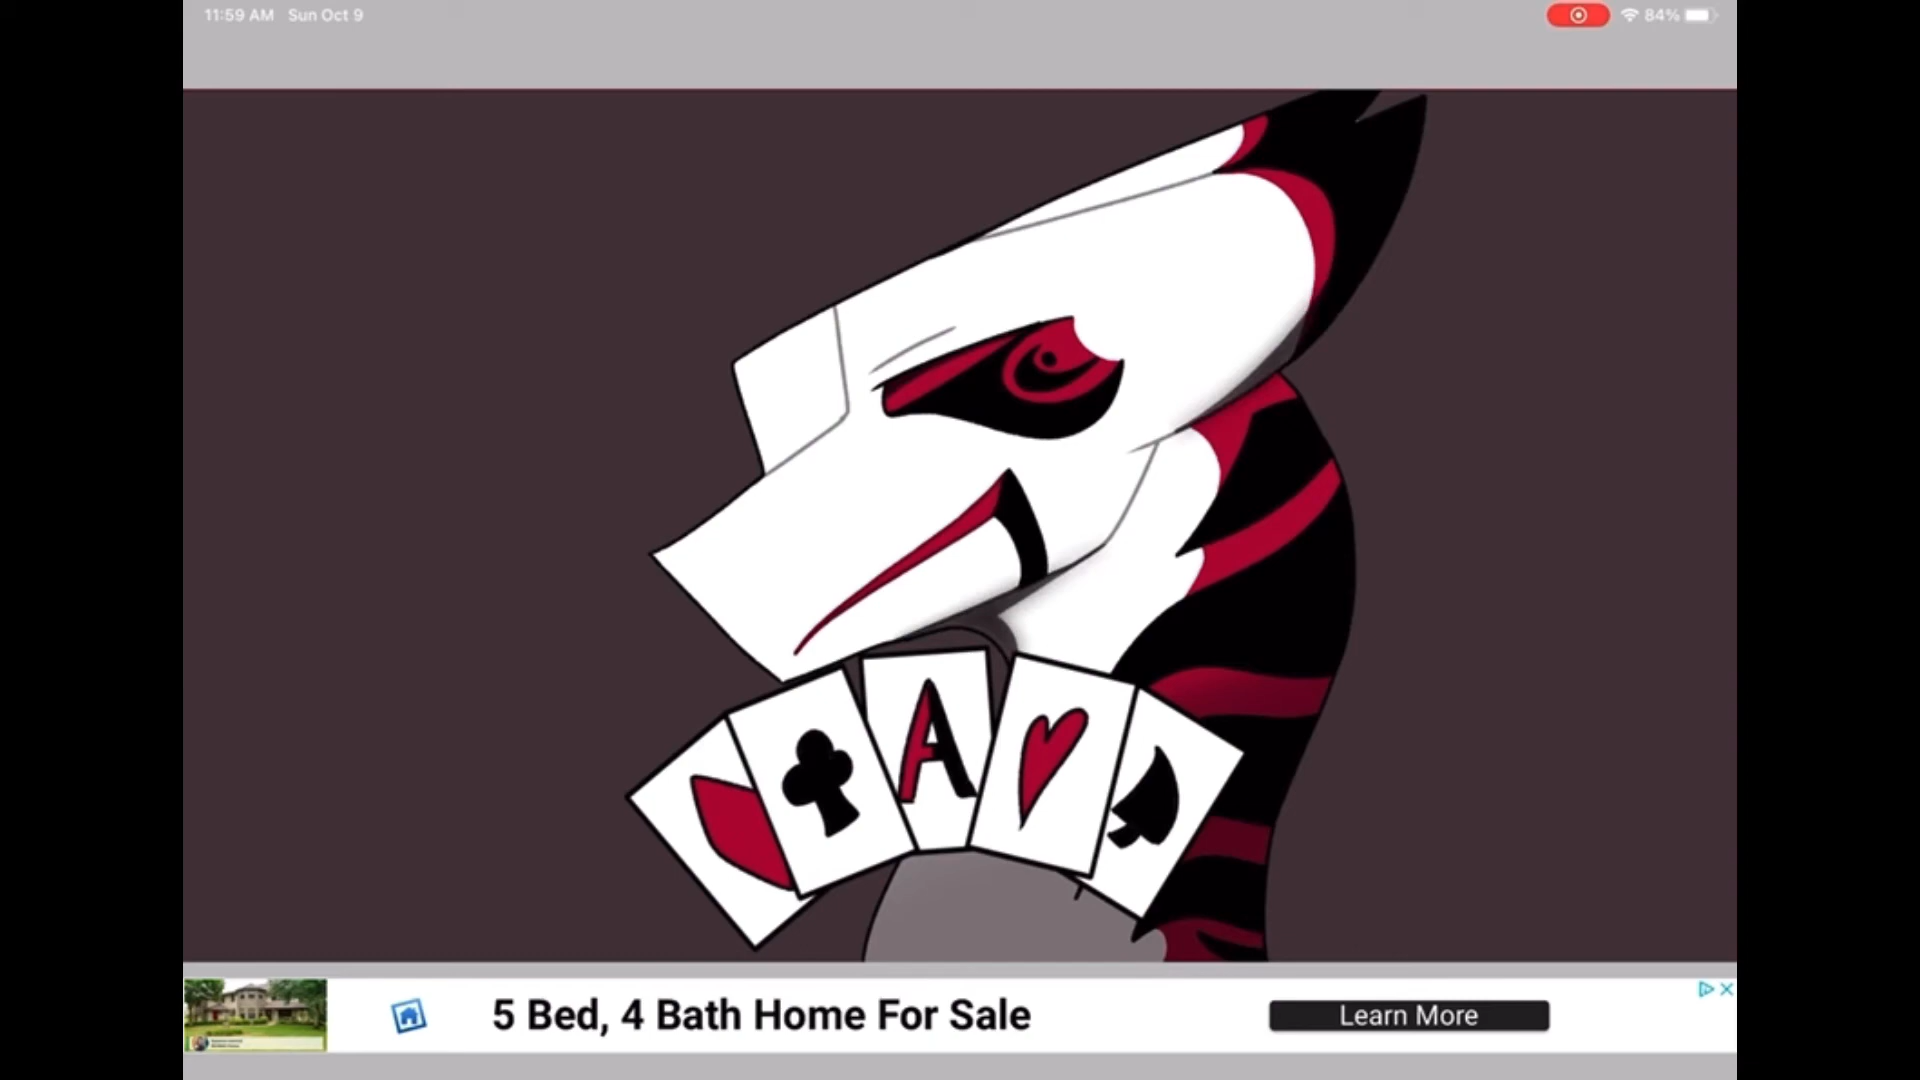 11:59 AM Sun Oct 9
84%
A
5 Bed, 4 Bath Home For Sale
Learn More